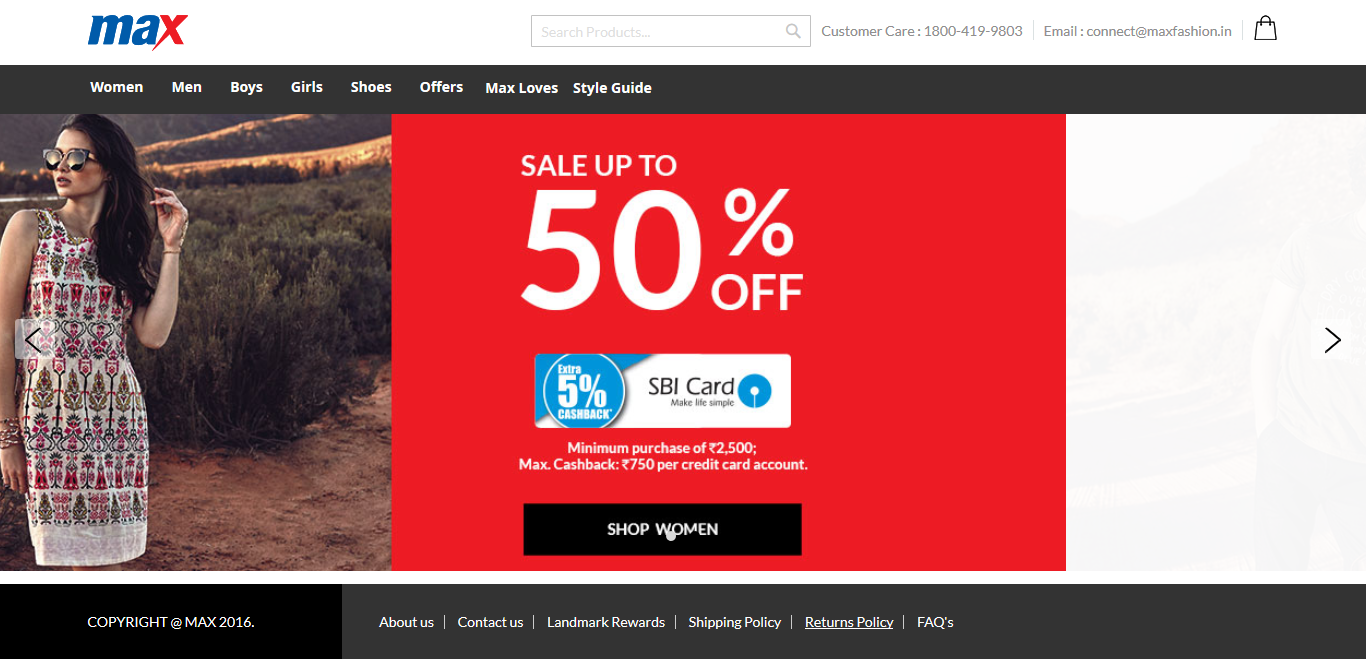 max
Search Products...
Customer Care : 1800-419-9803
Email : connect@maxfashion.in
Women
Men
Boys
Girls
Shoes
Offers
Max Loves
Style Guide
SALE UP TO
50%
OFF
Extra
5%
CASHBACK*
SBI Card
Make life simple
Minimum purchase of ₹2,500;
Max. Cashback: ₹750 per credit card account.
SHOP WOMEN
COPYRIGHT @ MAX 2016.
About us
Contact us
Landmark Rewards
Shipping Policy
Returns Policy
FAQ's